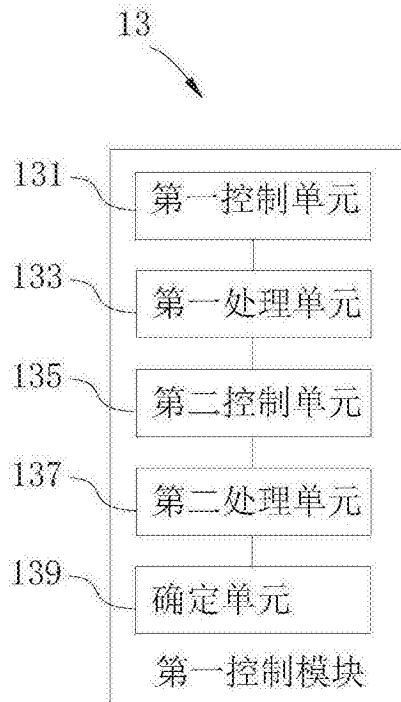 13
131 第一控制单元
133 第一处理单元
135 第二控制单元
137 第二处理单元
139 确定单元
第一控制模块